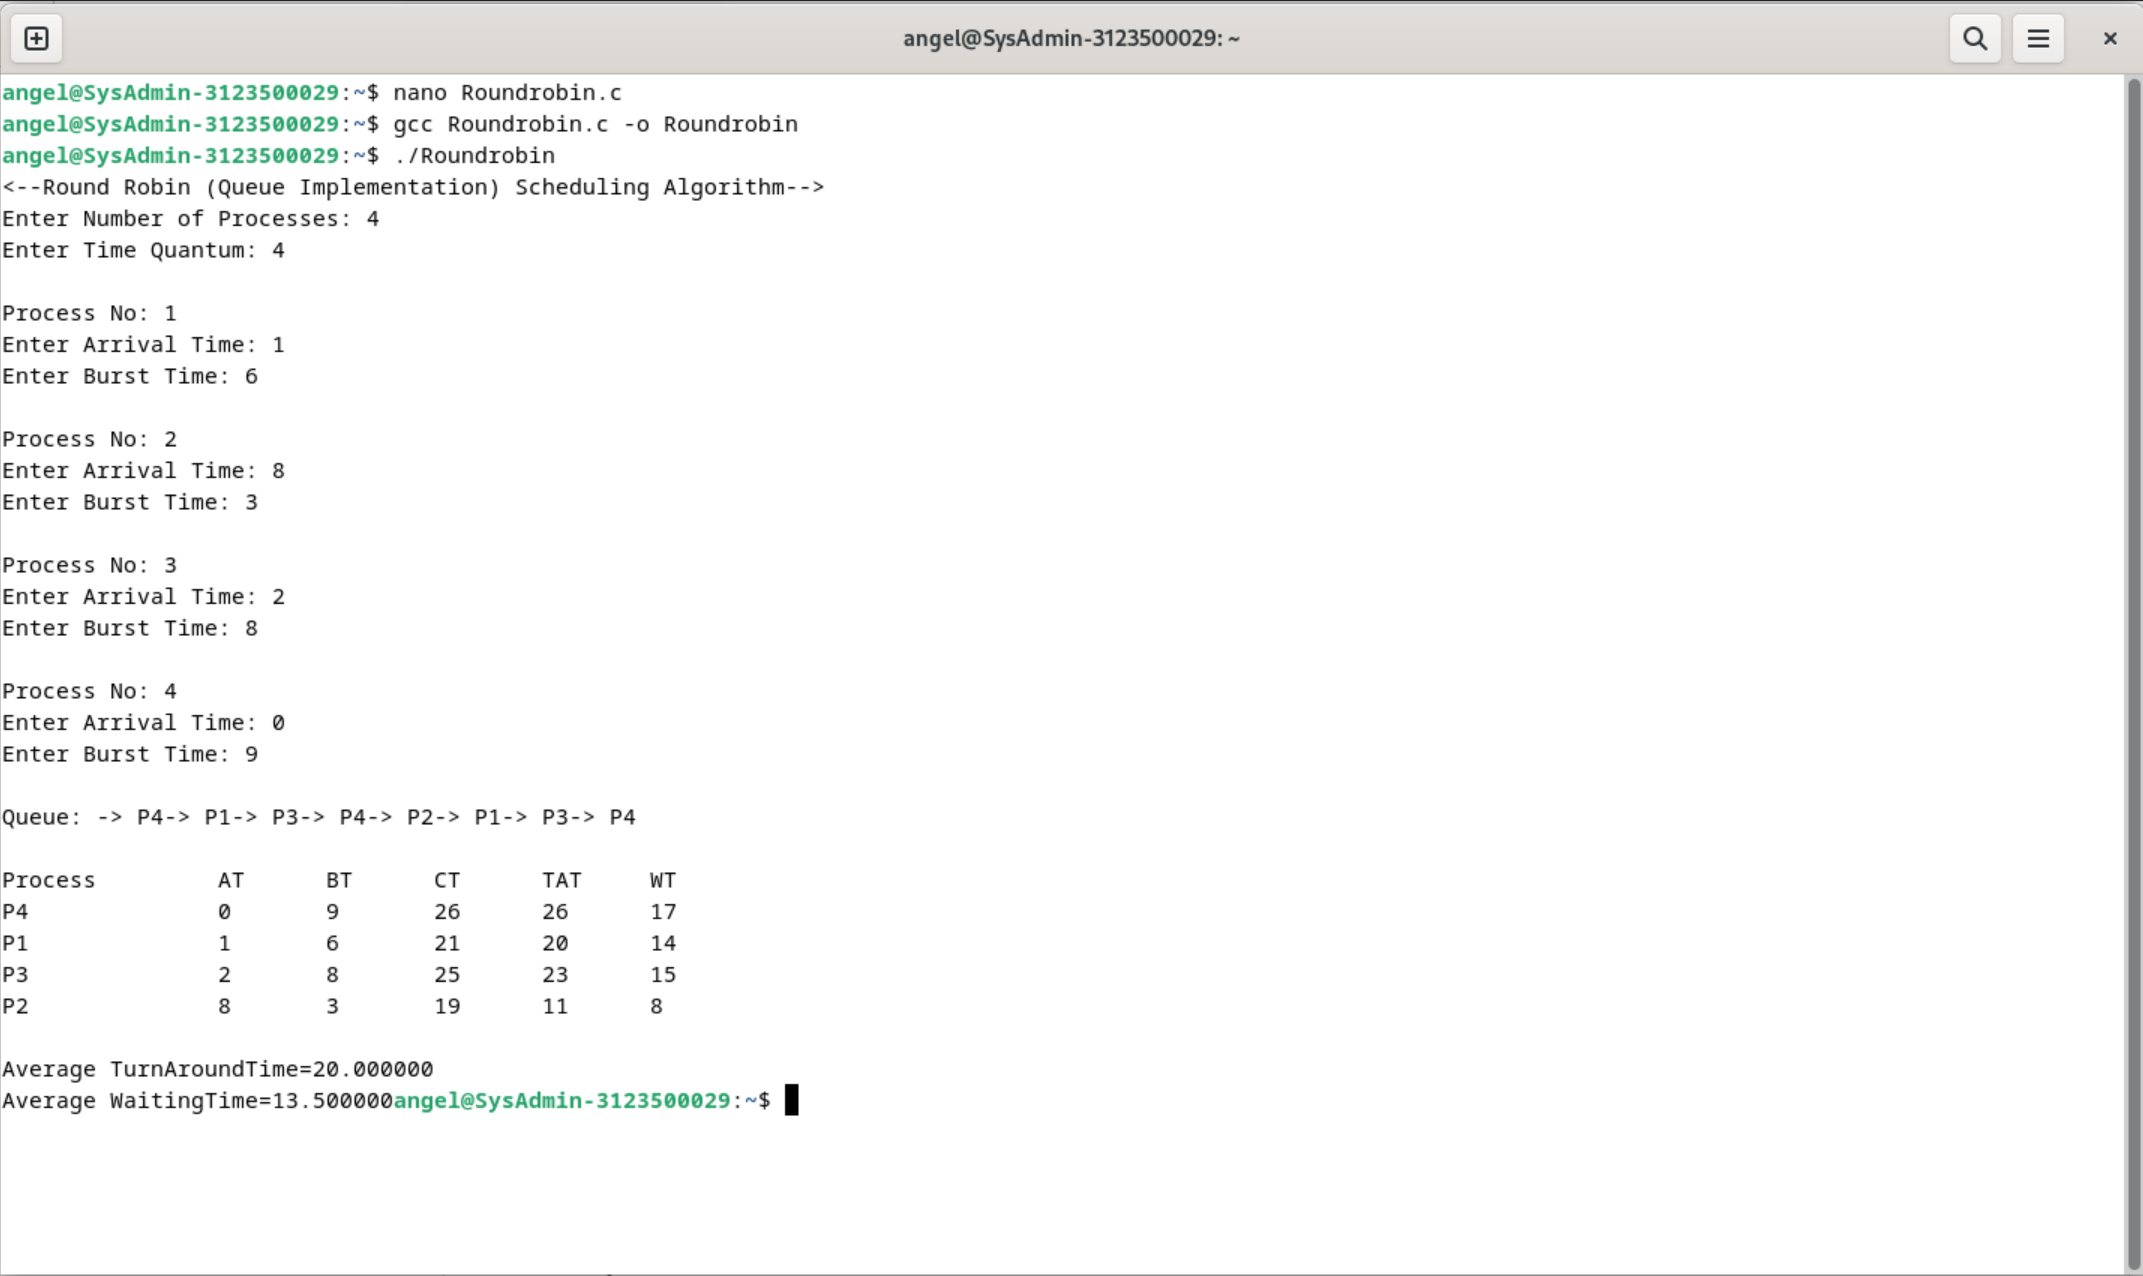 angel@SysAdmin-3123500029: ~
angel@SysAdmin-3123500029:~$ nano Roundrobin.c
angel@SysAdmin-3123500029:~$ gcc Roundrobin.c -o Roundrobin
angel@SysAdmin-3123500029:~$ ./Roundrobin
<--Round Robin (Queue Implementation) Scheduling Algorithm-->
Enter Number of Processes: 4
Enter Time Quantum: 4
Process No: 1
Enter Arrival Time: 1
Enter Burst Time: 6
Process No: 2
Enter Arrival Time: 8
Enter Burst Time: 3
Process No: 3
Enter Arrival Time: 2
Enter Burst Time: 8
Process No: 4
Enter Arrival Time: 0
Enter Burst Time: 9
Queue: -> P4-> P1-> P3-> P4-> P2-> P1-> P3-> P4
Process AT BT CT TAT WT
P4 0 9 26 26 17
P1 1 6 21 20 14
P3 2 8 25 23 15
P2 8 3 19 11 8
Average TurnAroundTime=20.000000
Average WaitingTime=13.500000angel@SysAdmin-3123500029:~$